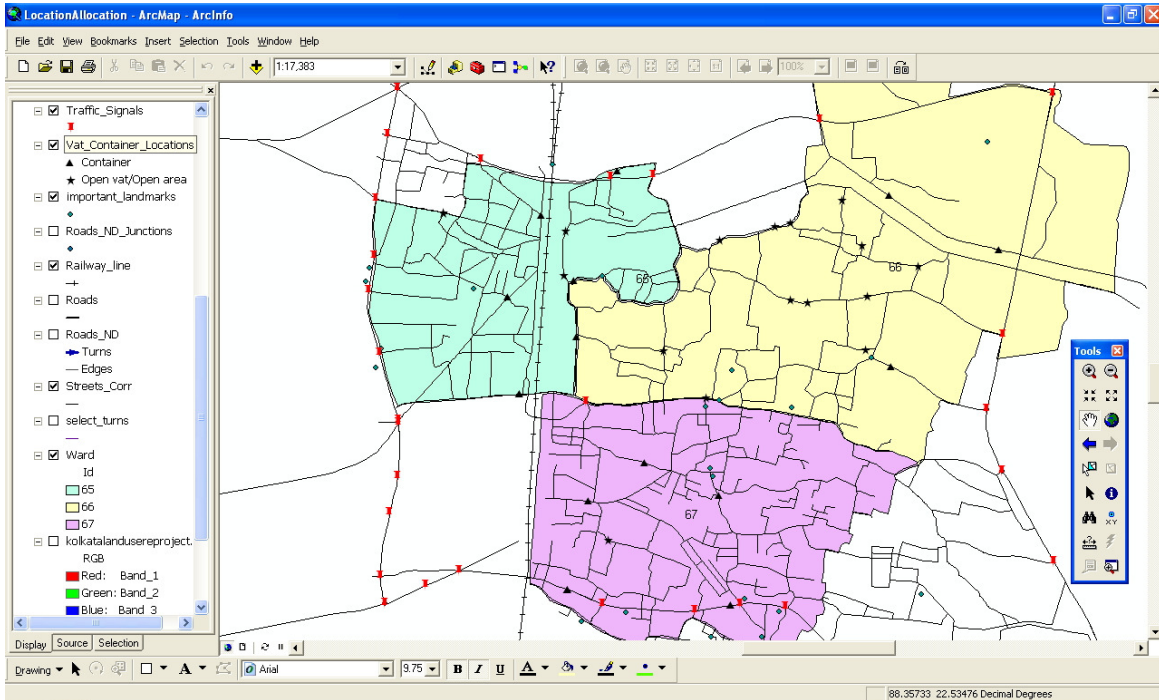 LocationAllocation - ArcMap - ArcInfo
File Edit View Bookmarks Insert Selection Tools Window Help
1:17,383
100%
Traffic_Signals
Vat_Container_Locations
Container
Open vat/Open area
important_landmarks
Roads_ND_Junctions
Railway_line
Roads
Roads_ND
Turns
Edges
Streets_Corr
select_turns
Ward
Id
65
66
67
kolkatalandusereproject.
RGB
Red: Band_1
Green: Band_2
Blue: Band_3
Display Source Selection
65
66
67
Tools
XY
Drawing A Arial 9.75 B I U A
88.35733 22.53476 Decimal Degrees